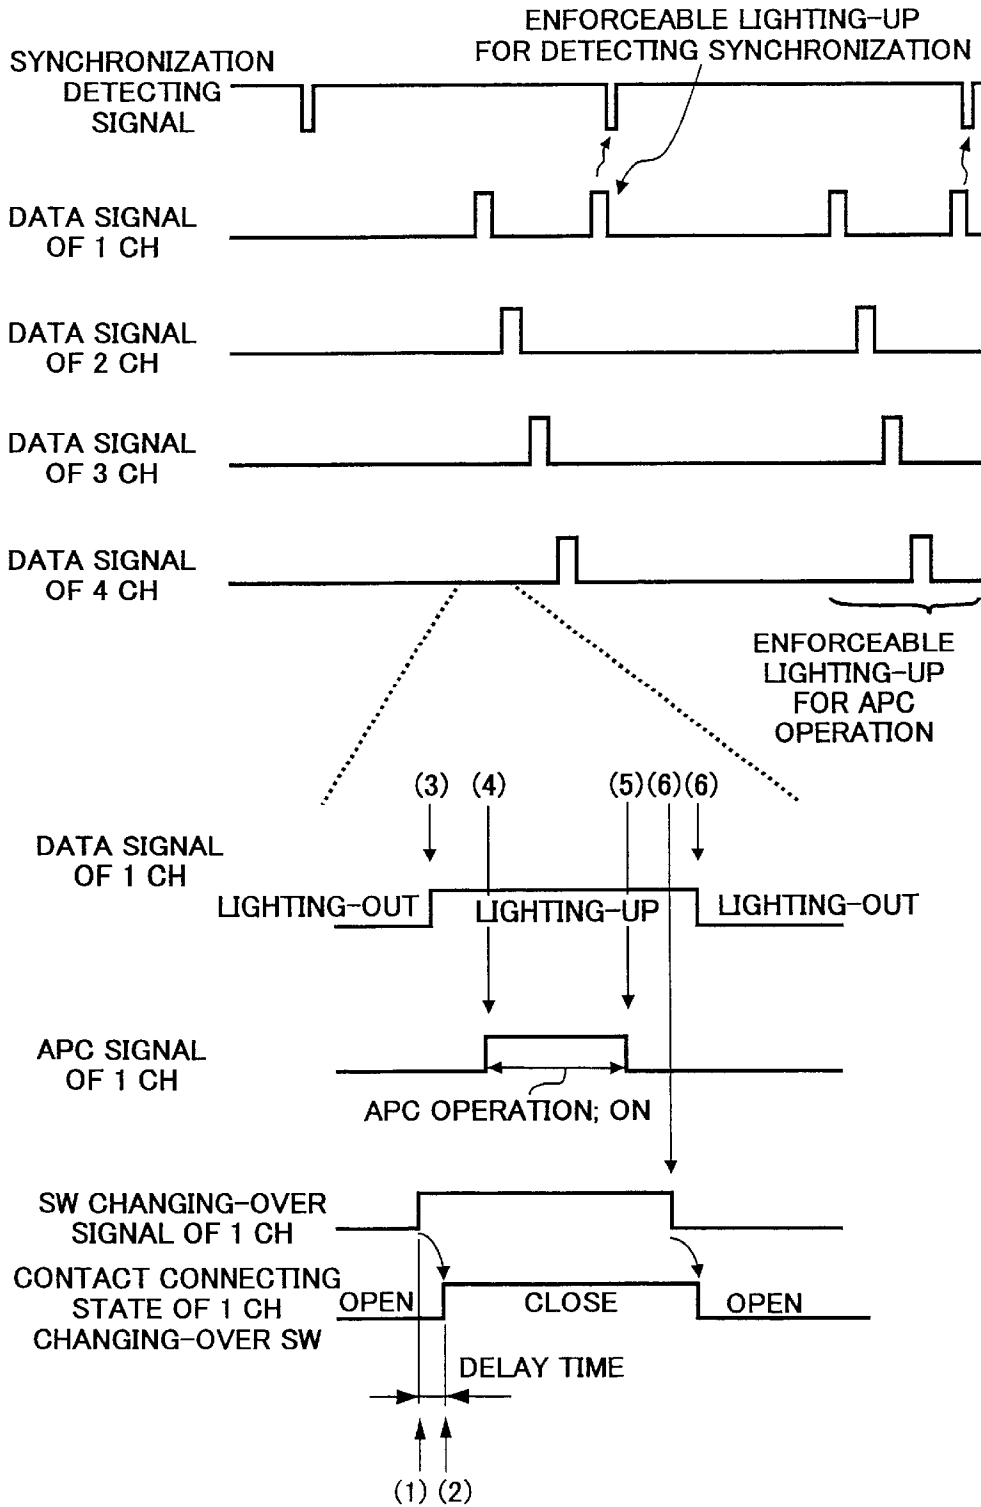 ENFORCEABLE LIGHTING-UP
FOR DETECTING SYNCHRONIZATION
SYNCHRONIZATION
DETECTING
SIGNAL
DATA SIGNAL
OF 1 CH
DATA SIGNAL
OF 2 CH
DATA SIGNAL
OF 3 CH
DATA SIGNAL
OF 4 CH
ENFORCEABLE
LIGHTING-UP
FOR APC
OPERATION
(3) (4) (5) (6) (6)
DATA SIGNAL
OF 1 CH
LIGHTING-OUT LIGHTING-UP LIGHTING-OUT
APC SIGNAL
OF 1 CH
APC OPERATION; ON
SW CHANGING-OVER
SIGNAL OF 1 CH
CONTACT CONNECTING
STATE OF 1 CH
CHANGING-OVER SW
OPEN CLOSE OPEN
DELAY TIME
(1) (2)